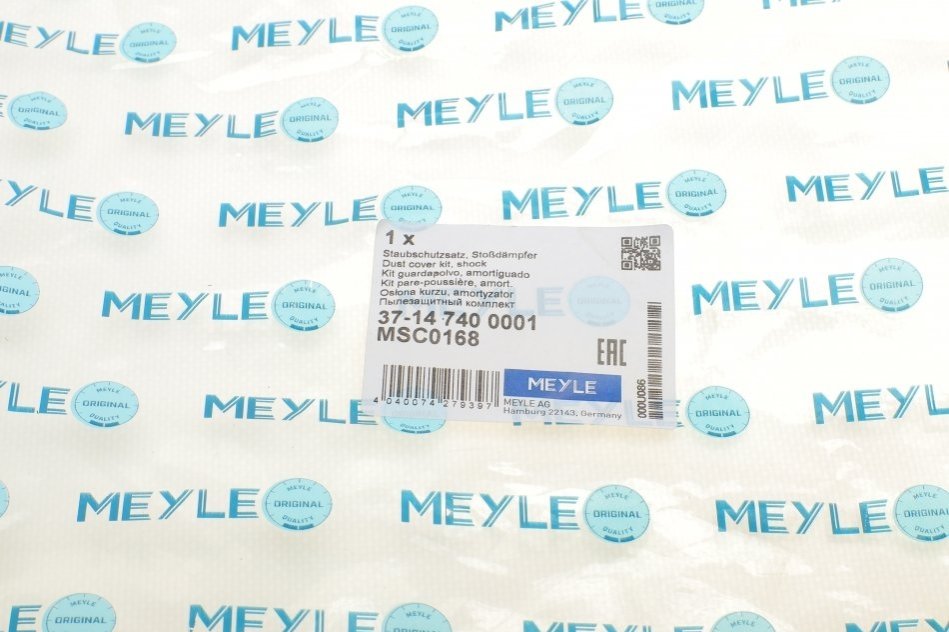 MEYLE ORIGINAL QUALITY
1 x
Staubschutzsatz, Stoßdämpfer
Dust cover kit, shock
Kit guardapolvo, amortiguado
Kit pare-poussière, amort.
Osłona kurzu, amortyzator
Пылезащитный комплект
37-14 740 0001
MSC0168
EAC
MEYLE
MEYLE AG
Hamburg 22143, Germany
4 040074 279397
000U086